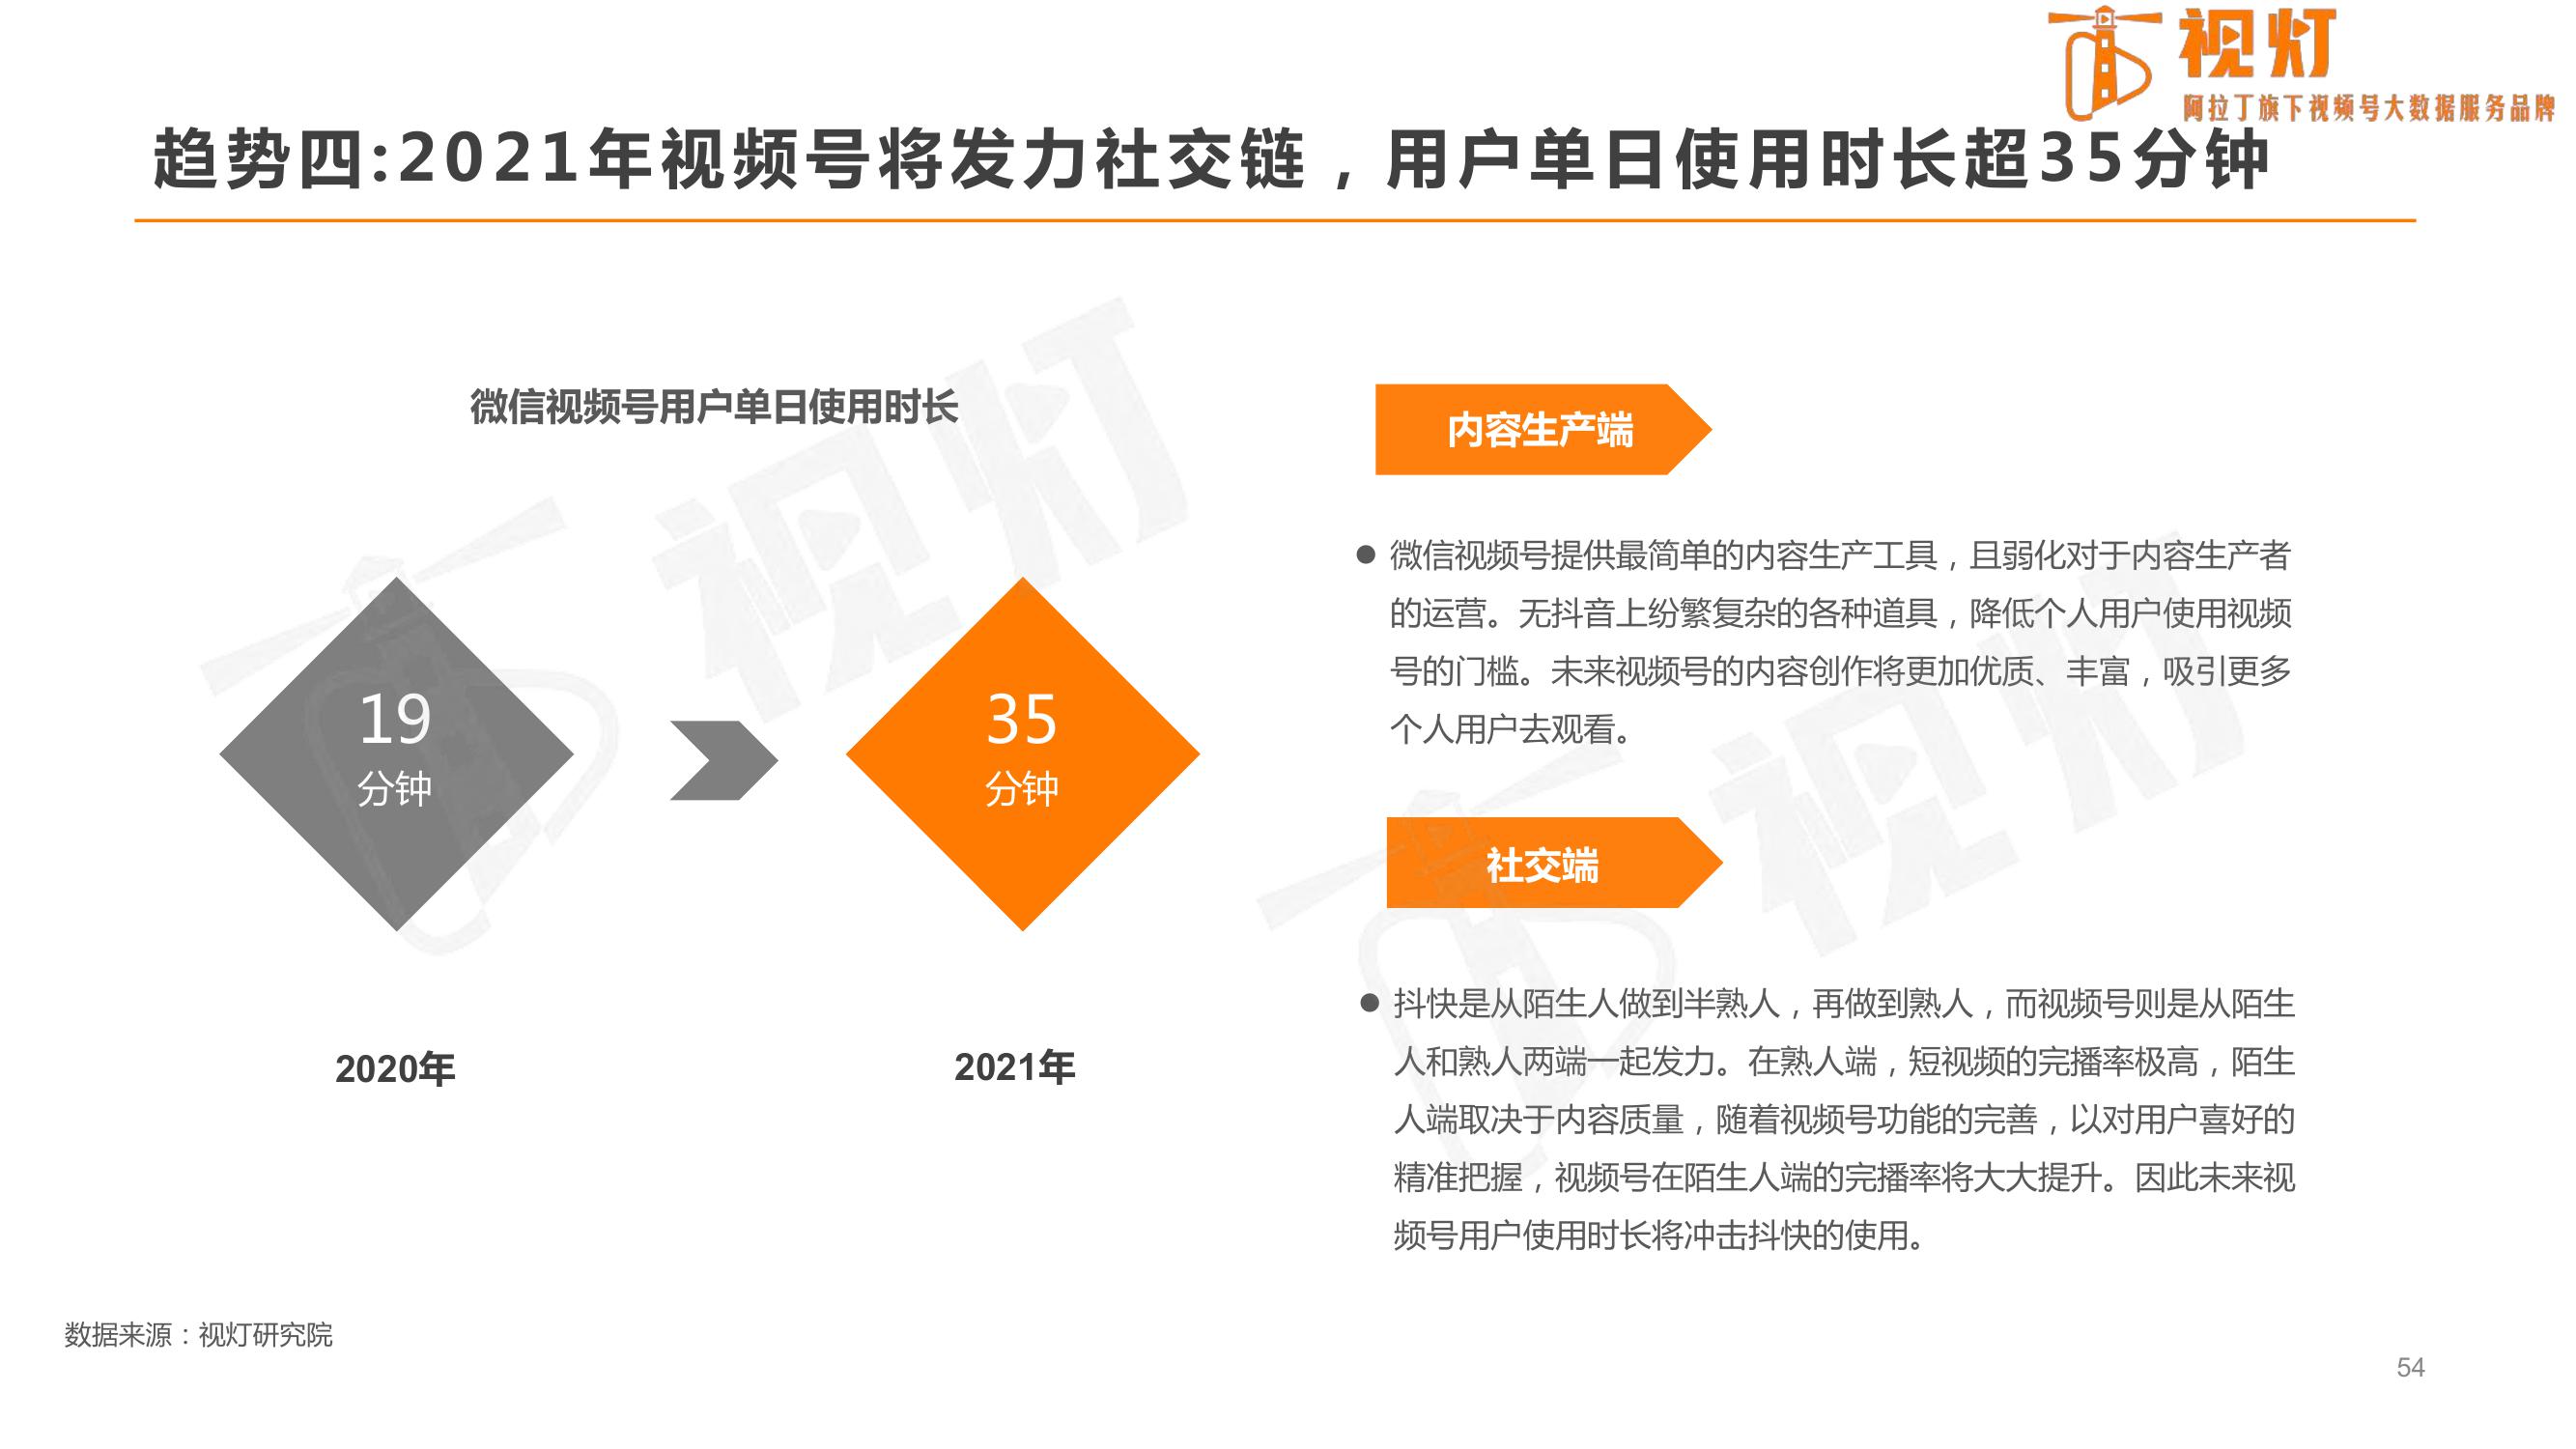 视灯
阿拉丁旗下视频号大数据服务品牌
趋势四:2021年视频号将发力社交链，用户单日使用时长超35分钟
微信视频号用户单日使用时长
19
分钟
35
分钟
2020年
2021年
内容生产端
● 微信视频号提供最简单的内容生产工具，且弱化对于内容生产者
的运营。无抖音上纷繁复杂的各种道具，降低个人用户使用视频
号的门槛。未来视频号的内容创作将更加优质、丰富，吸引更多
个人用户去观看。
社交端
● 抖快是从陌生人做到半熟人，再做到熟人，而视频号则是从陌生
人和熟人两端一起发力。在熟人端，短视频的完播率极高，陌生
人端取决于内容质量，随着视频号功能的完善，以对用户喜好的
精准把握，视频号在陌生人端的完播率将大大提升。因此未来视
频号用户使用时长将冲击抖快的使用。
数据来源：视灯研究院
54
视灯
视灯